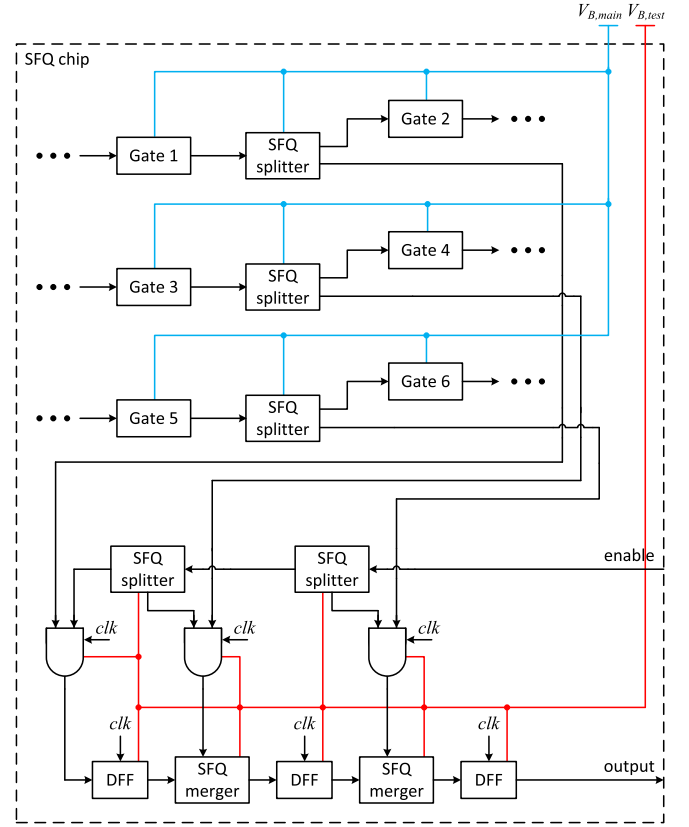 V_B,main V_B,test
SFQ chip
Gate 2
Gate 1
SFQ
splitter
Gate 4
Gate 3
SFQ
splitter
Gate 6
Gate 5
SFQ
splitter
enable
SFQ
splitter
SFQ
splitter
clk
clk
clk
clk
clk
clk
output
DFF
SFQ
merger
DFF
SFQ
merger
DFF